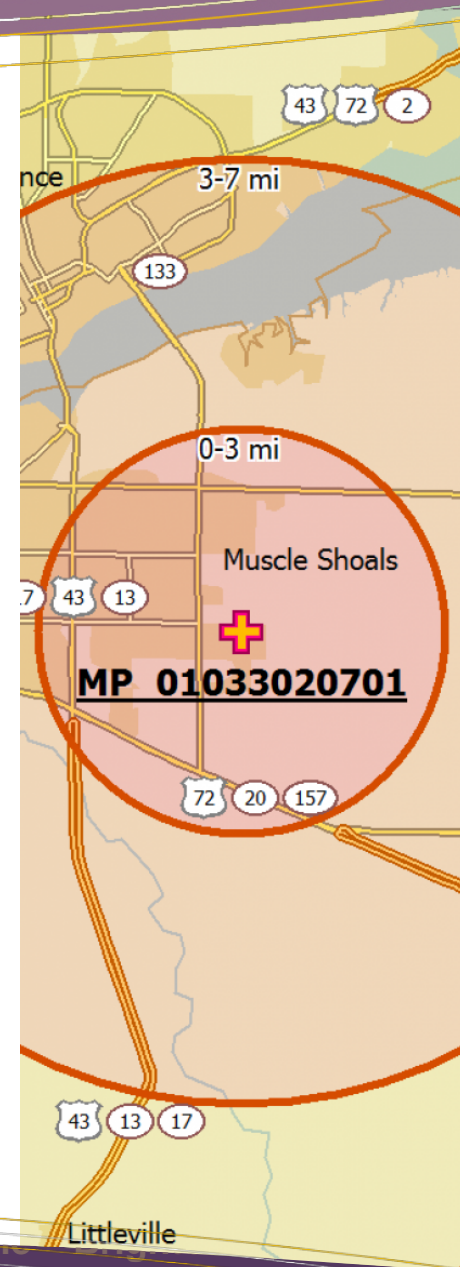 43 72 2
nce
3-7 mi
133
0-3 mi
Muscle Shoals
7 43 13
MP 01033020701
72 20 157
43 13 17
Littleville